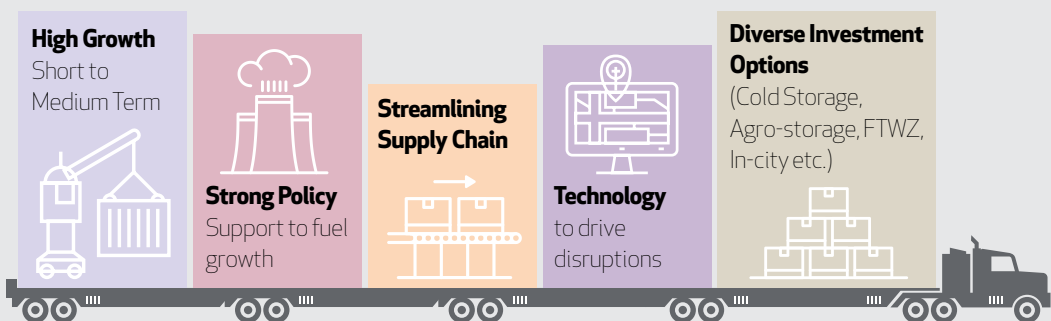 High Growth
Short to
Medium Term
Strong Policy
Support to fuel
growth
Streamlining
Supply Chain
Technology
to drive
disruptions
Diverse Investment
Options
(Cold Storage,
Agro-storage, FTWZ,
In-city etc.)